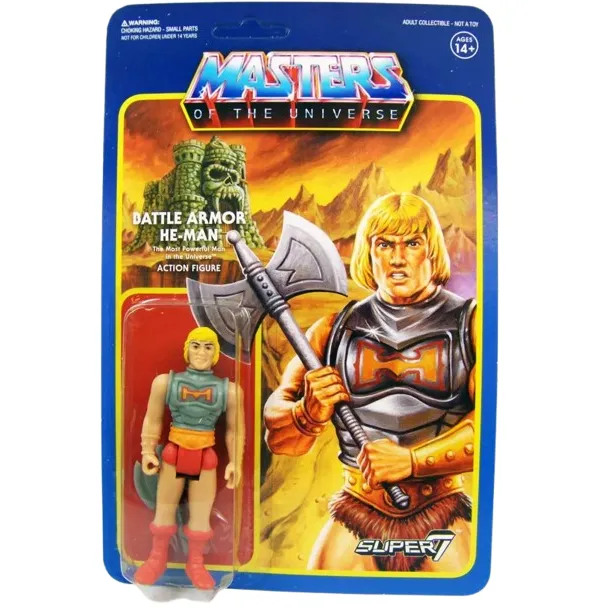 ⚠WARNING:
CHOKING HAZARD - SMALL PARTS
NOT FOR CHILDREN UNDER 14 YEARS
ADULT COLLECTIBLE - NOT A TOY
AGES
14+
MASTERS
OF THE UNIVERSE
BATTLE ARMOR
HE-MAN
The Most Powerful Man
in the Universe™
ACTION FIGURE
SUPER7